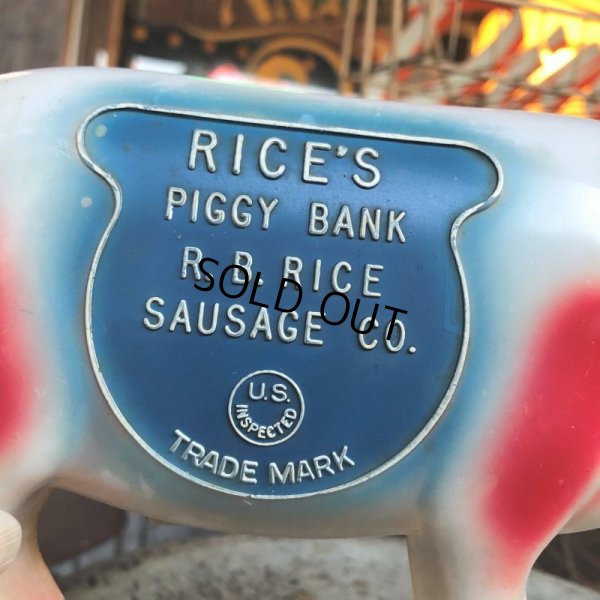 RICE'S
PIGGY BANK
R. B. RICE
SAUSAGE CO.
SOLD OUT
U.S.
INSPECTED
TRADE MARK